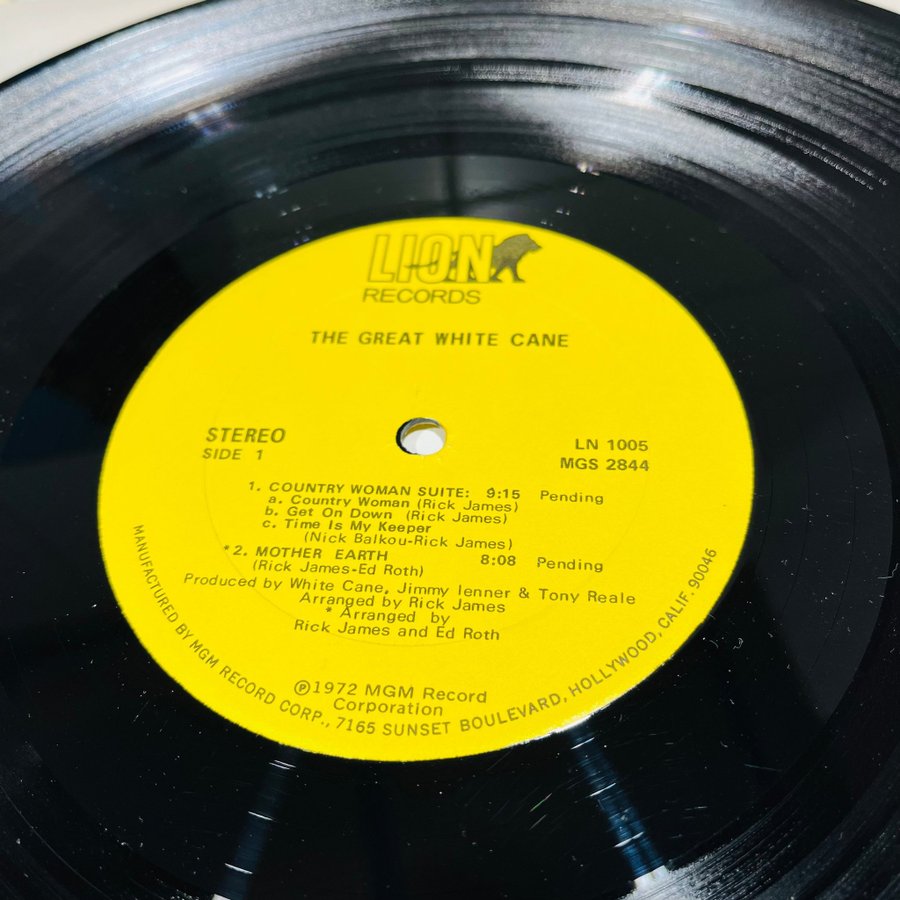 LION
RECORDS
THE GREAT WHITE CANE
STEREO
SIDE 1
LN 1005
MGS 2844
1. COUNTRY WOMAN SUITE: 9:15 Pending
a. Country Woman (Rick James)
b. Get On Down (Rick James)
c. Time Is My Keeper
(Nick Balkou-Rick James)
*2. MOTHER EARTH 8:08 Pending
(Rick James-Ed Roth)
Produced by White Cane, Jimmy Ienner & Tony Reale
Arranged by Rick James
* Arranged by
Rick James and Ed Roth
℗1972 MGM Record
Corporation
MANUFACTURED BY MGM RECORD CORP., 7165 SUNSET BOULEVARD, HOLLYWOOD, CALIF. 90046